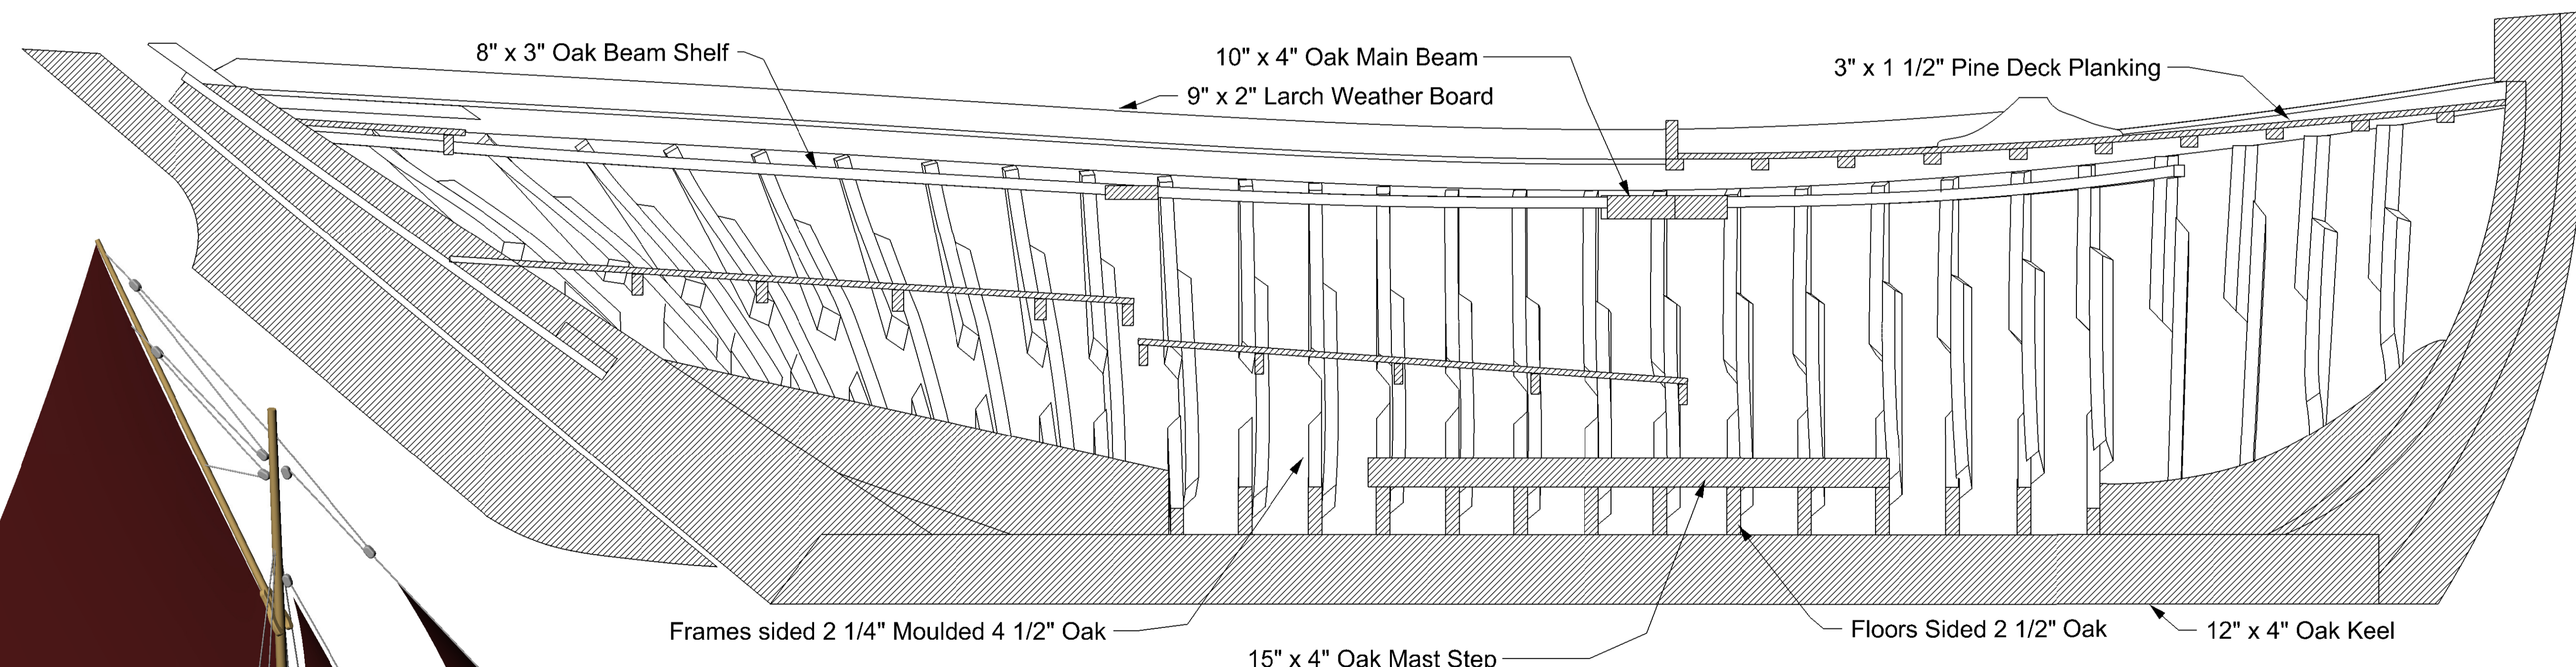 8" x 3" Oak Beam Shelf
10" x 4" Oak Main Beam
3" x 1 1/2" Pine Deck Planking
9" x 2" Larch Weather Board
Frames sided 2 1/4" Moulded 4 1/2" Oak
Floors Sided 2 1/2" Oak
12" x 4" Oak Keel
15" x 4" Oak Mast Step